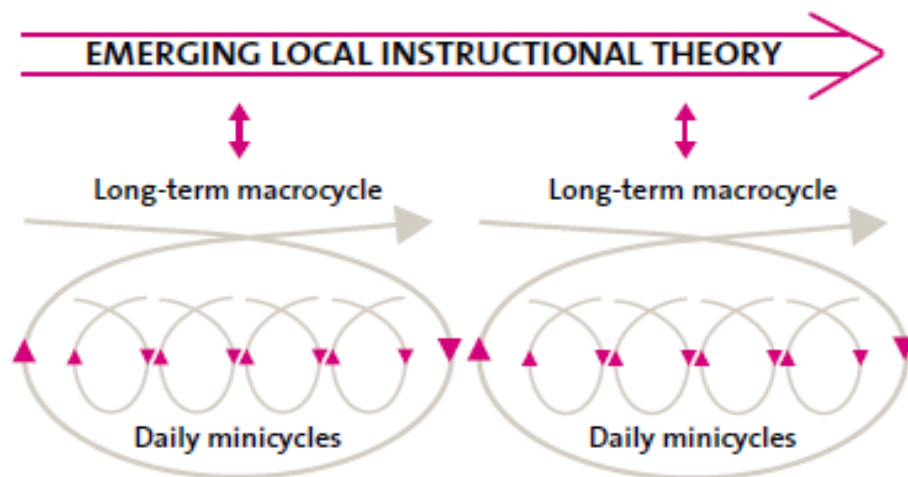 EMERGING LOCAL INSTRUCTIONAL THEORY
Long-term macrocycle
Long-term macrocycle
Daily minicycles
Daily minicycles